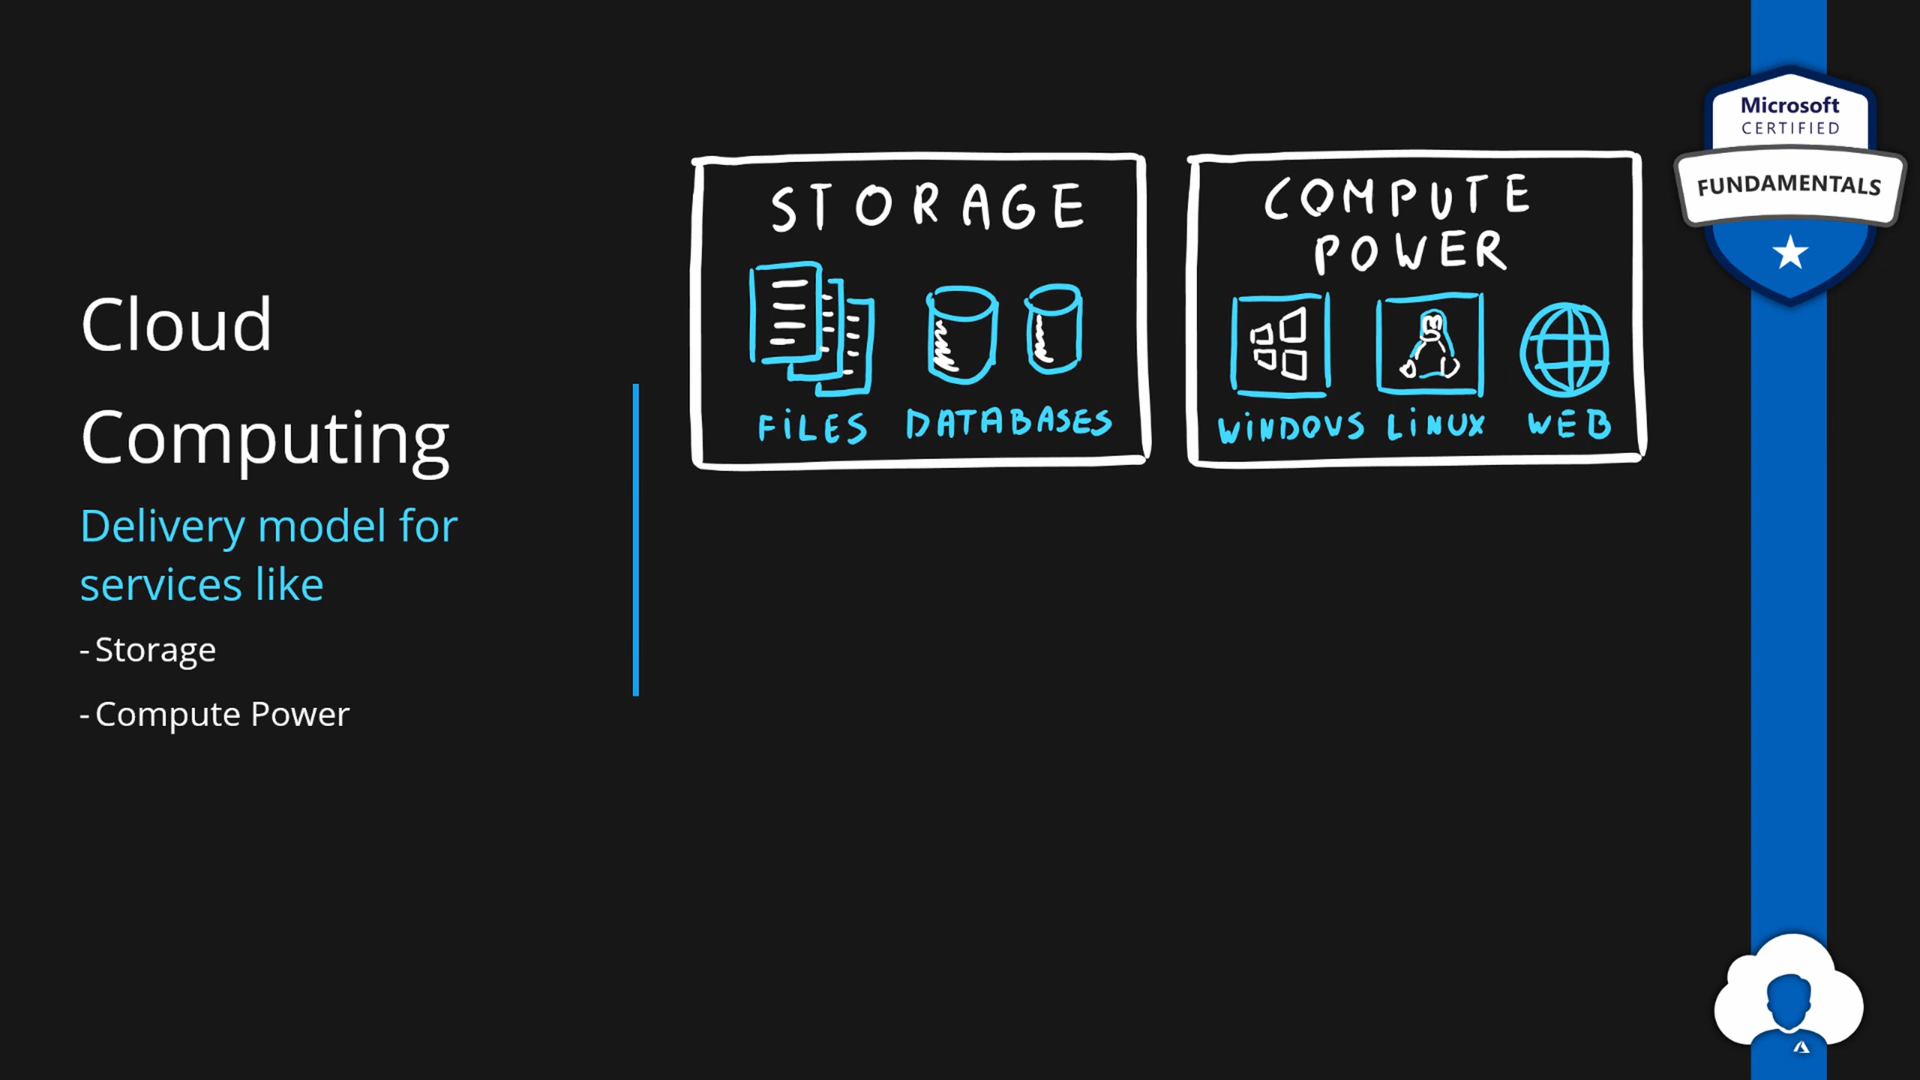 Cloud
Computing
Delivery model for
services like
- Storage
- Compute Power
STORAGE
FILES DATABASES
COMPUTE
POWER
WINDOVS LINUX WEB
Microsoft
CERTIFIED
FUNDAMENTALS